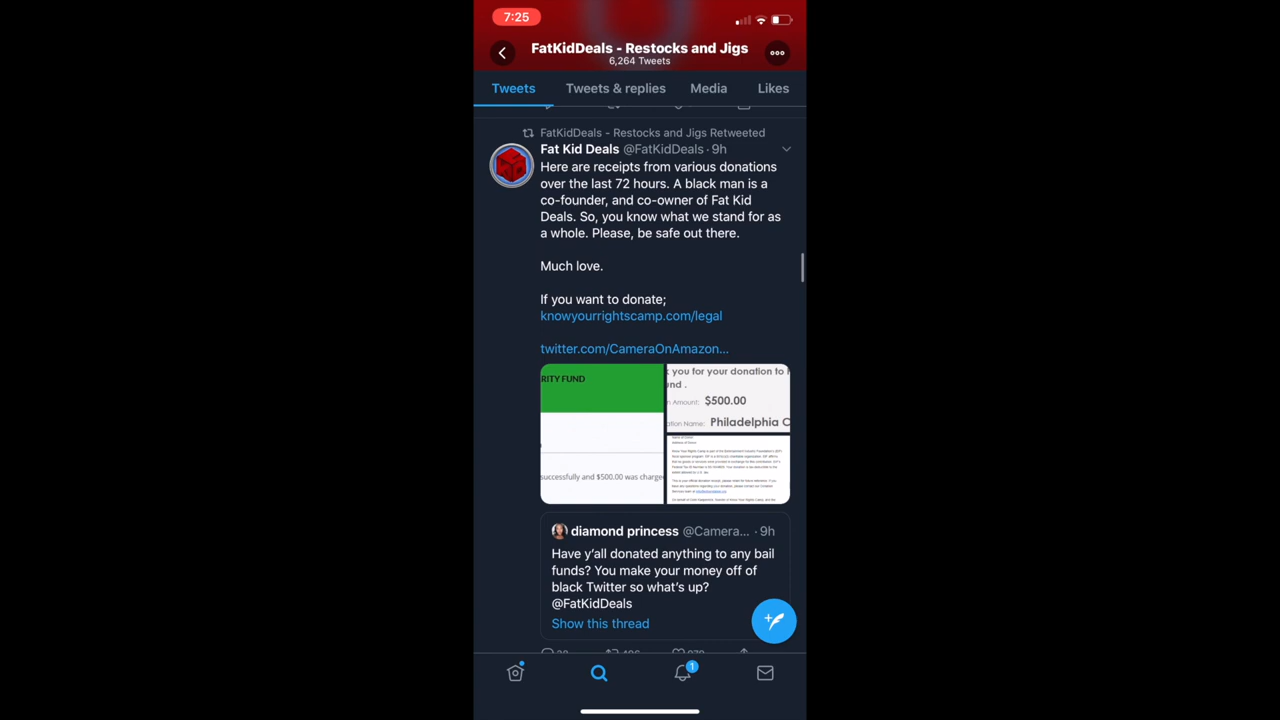 7:25
FatKidDeals - Restocks and Jigs
6,264 Tweets
Tweets Tweets & replies Media Likes
FatKidDeals - Restocks and Jigs Retweeted
Fat Kid Deals @FatKidDeals · 9h
Here are receipts from various donations
over the last 72 hours. A black man is a
co-founder, and co-owner of Fat Kid
Deals. So, you know what we stand for as
a whole. Please, be safe out there.
Much love.
If you want to donate;
knowyourrightscamp.com/legal
twitter.com/CameraOnAmazon...
RITY FUND
successfully and $500.00 was charge
you for your donation to
und .
n Amount: $500.00
ation Name: Philadelphia C
diamond princess @Camera... · 9h
Have y'all donated anything to any bail
funds? You make your money off of
black Twitter so what's up?
@FatKidDeals
Show this thread
1